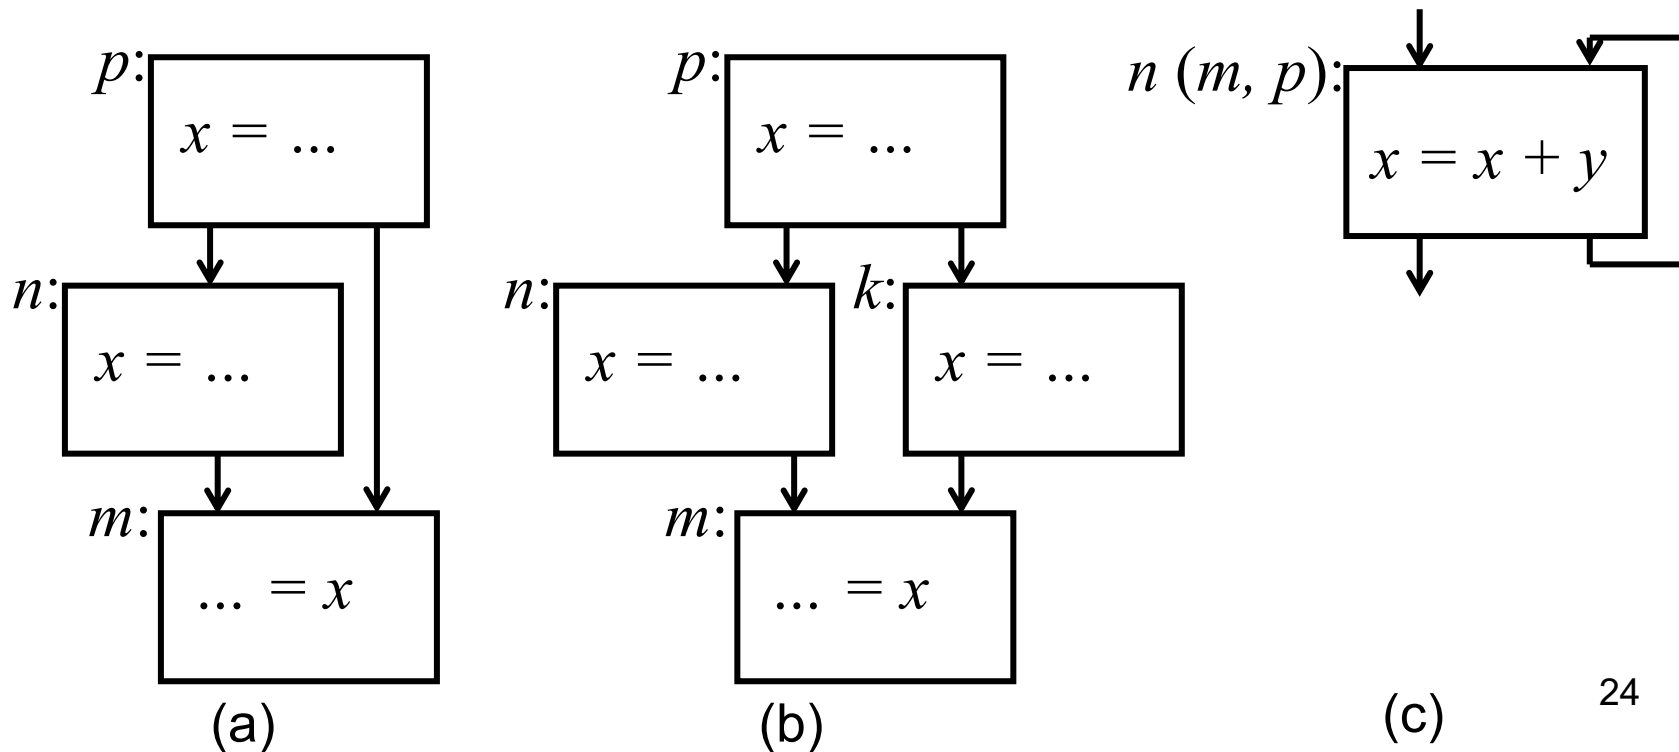 p:
x = ...
n:
x = ...
m:
... = x
(a)
p:
x = ...
n:
x = ...
k:
x = ...
m:
... = x
(b)
n (m, p):
x = x + y
(c)
24